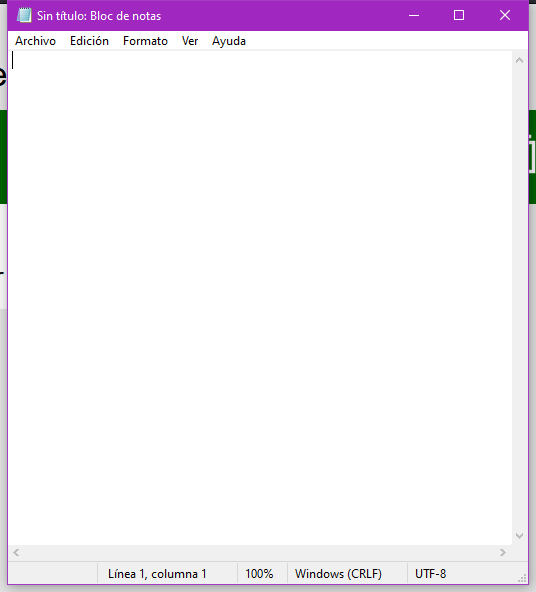 Sin título: Bloc de notas
Archivo Edición Formato Ver Ayuda
Línea 1, columna 1 100% Windows (CRLF) UTF-8